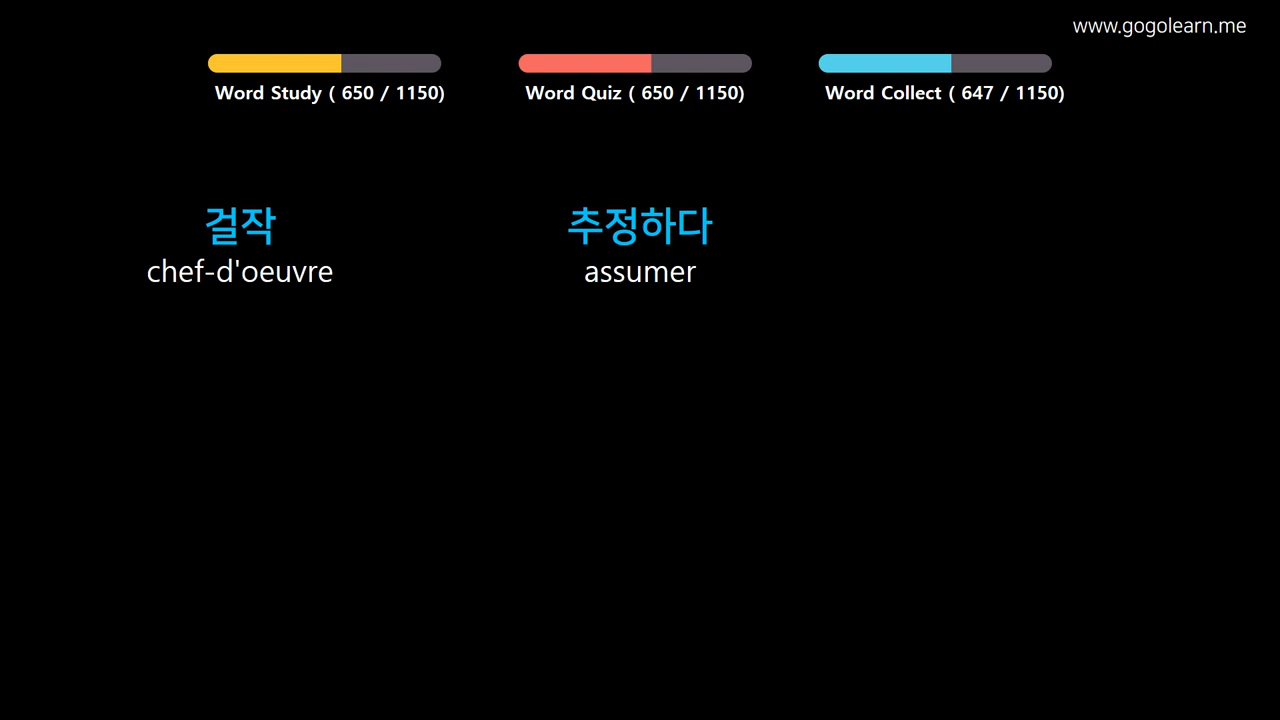 www.gogolearn.me
Word Study ( 650 / 1150)
Word Quiz ( 650 / 1150)
Word Collect ( 647 / 1150)
걸작
chef-d'oeuvre
추정하다
assumer